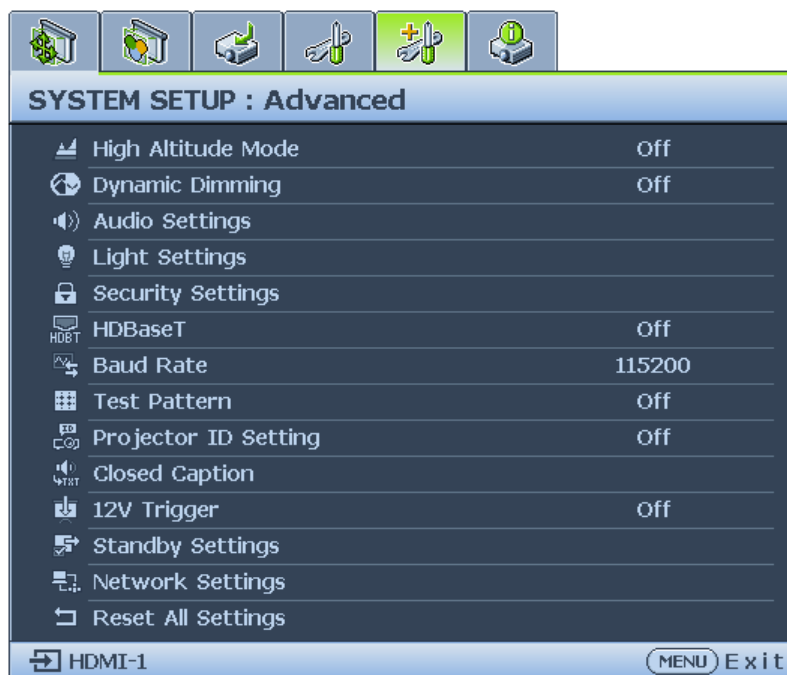 SYSTEM SETUP : Advanced
High Altitude Mode Off
Dynamic Dimming Off
Audio Settings
Light Settings
Security Settings
HDBT HDBaseT Off
Baud Rate 115200
Test Pattern Off
ID Projector ID Setting Off
TXT Closed Caption
12V Trigger Off
Standby Settings
Network Settings
Reset All Settings
HDMI-1 MENU Exit